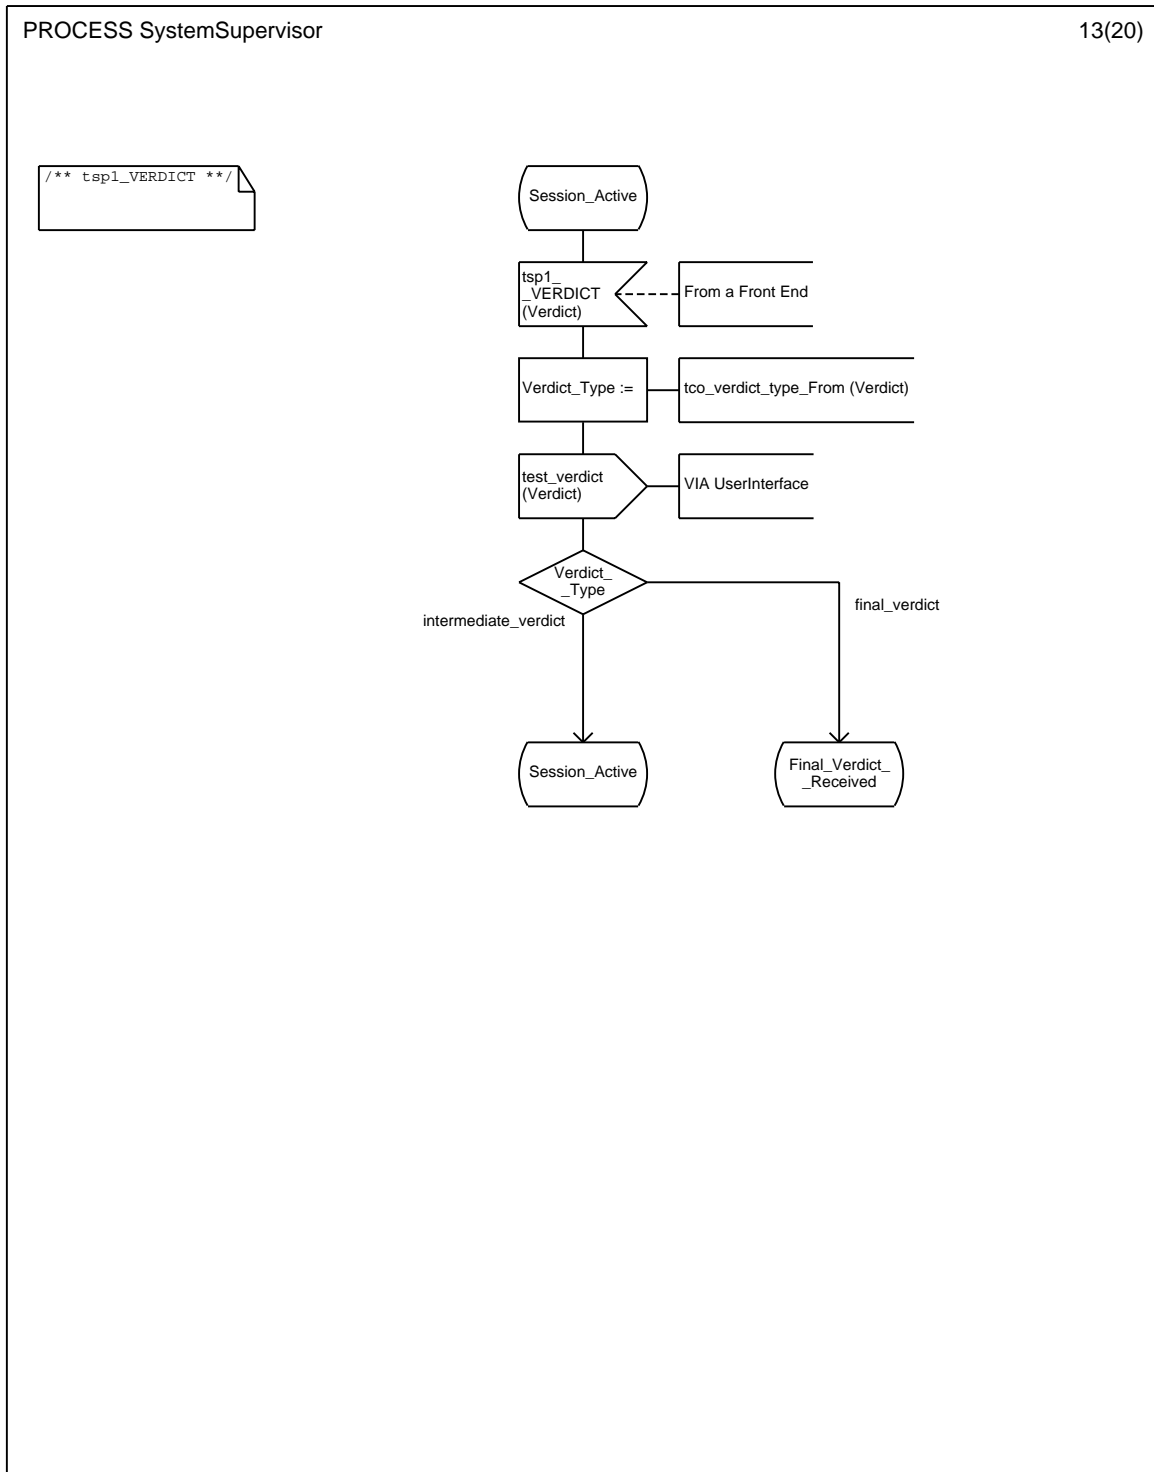 PROCESS SystemSupervisor
13(20)
/** tsp1_VERDICT **/
Session_Active
tsp1_
_VERDICT
(Verdict)
From a Front End
Verdict_Type :=
tco_verdict_type_From (Verdict)
test_verdict
(Verdict)
VIA UserInterface
Verdict_
_Type
final_verdict
intermediate_verdict
Session_Active
Final_Verdict_
_Received